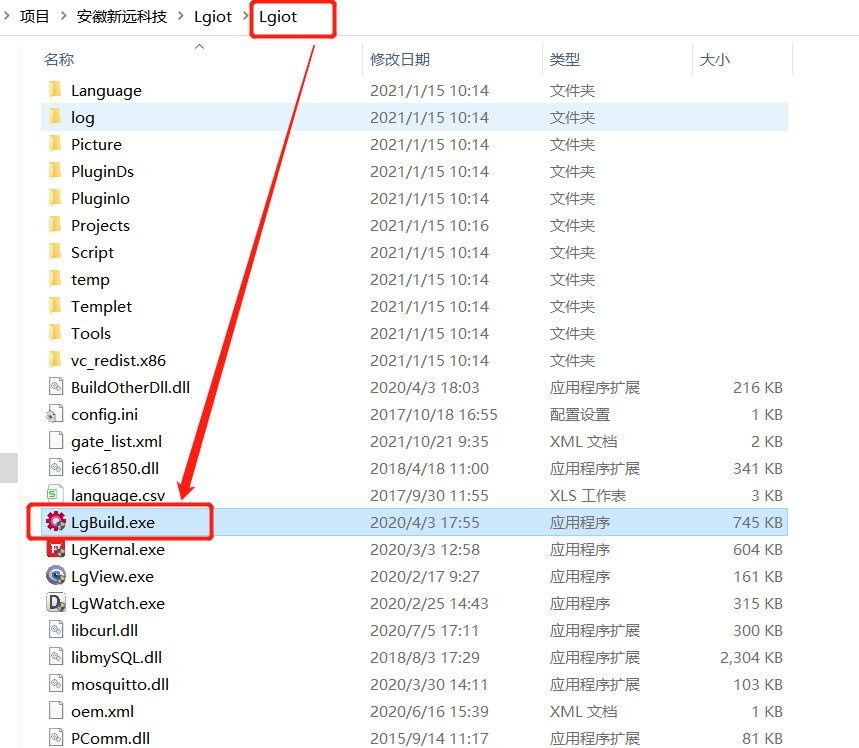 项目 安徽新远科技 Lgiot Lgiot
名称 修改日期 类型 大小
Language 2021/1/15 10:14 文件夹
log 2021/1/15 10:14 文件夹
Picture 2021/1/15 10:14 文件夹
PluginDs 2021/1/15 10:14 文件夹
PluginIo 2021/1/15 10:14 文件夹
Projects 2021/1/15 10:16 文件夹
Script 2021/1/15 10:14 文件夹
temp 2021/1/15 10:14 文件夹
Templet 2021/1/15 10:14 文件夹
Tools 2021/1/15 10:14 文件夹
vc_redist.x86 2021/1/15 10:14 文件夹
BuildOtherDll.dll 2020/4/3 18:03 应用程序扩展 216 KB
config.ini 2017/10/18 16:55 配置设置 1 KB
gate_list.xml 2021/10/21 9:35 XML 文档 2 KB
iec61850.dll 2018/4/18 11:00 应用程序扩展 341 KB
language.csv 2017/9/30 11:55 XLS 工作表 3 KB
LgBuild.exe 2020/4/3 17:55 应用程序 745 KB
LgKernal.exe 2020/3/3 12:58 应用程序 604 KB
LgView.exe 2020/2/17 9:27 应用程序 161 KB
LgWatch.exe 2020/2/25 14:43 应用程序 315 KB
libcurl.dll 2020/7/5 17:11 应用程序扩展 300 KB
libmySQL.dll 2018/8/3 17:29 应用程序扩展 2,304 KB
mosquitto.dll 2020/3/30 14:11 应用程序扩展 103 KB
oem.xml 2020/6/16 15:39 XML 文档 1 KB
PComm.dll 2015/9/14 11:17 应用程序扩展 81 KB